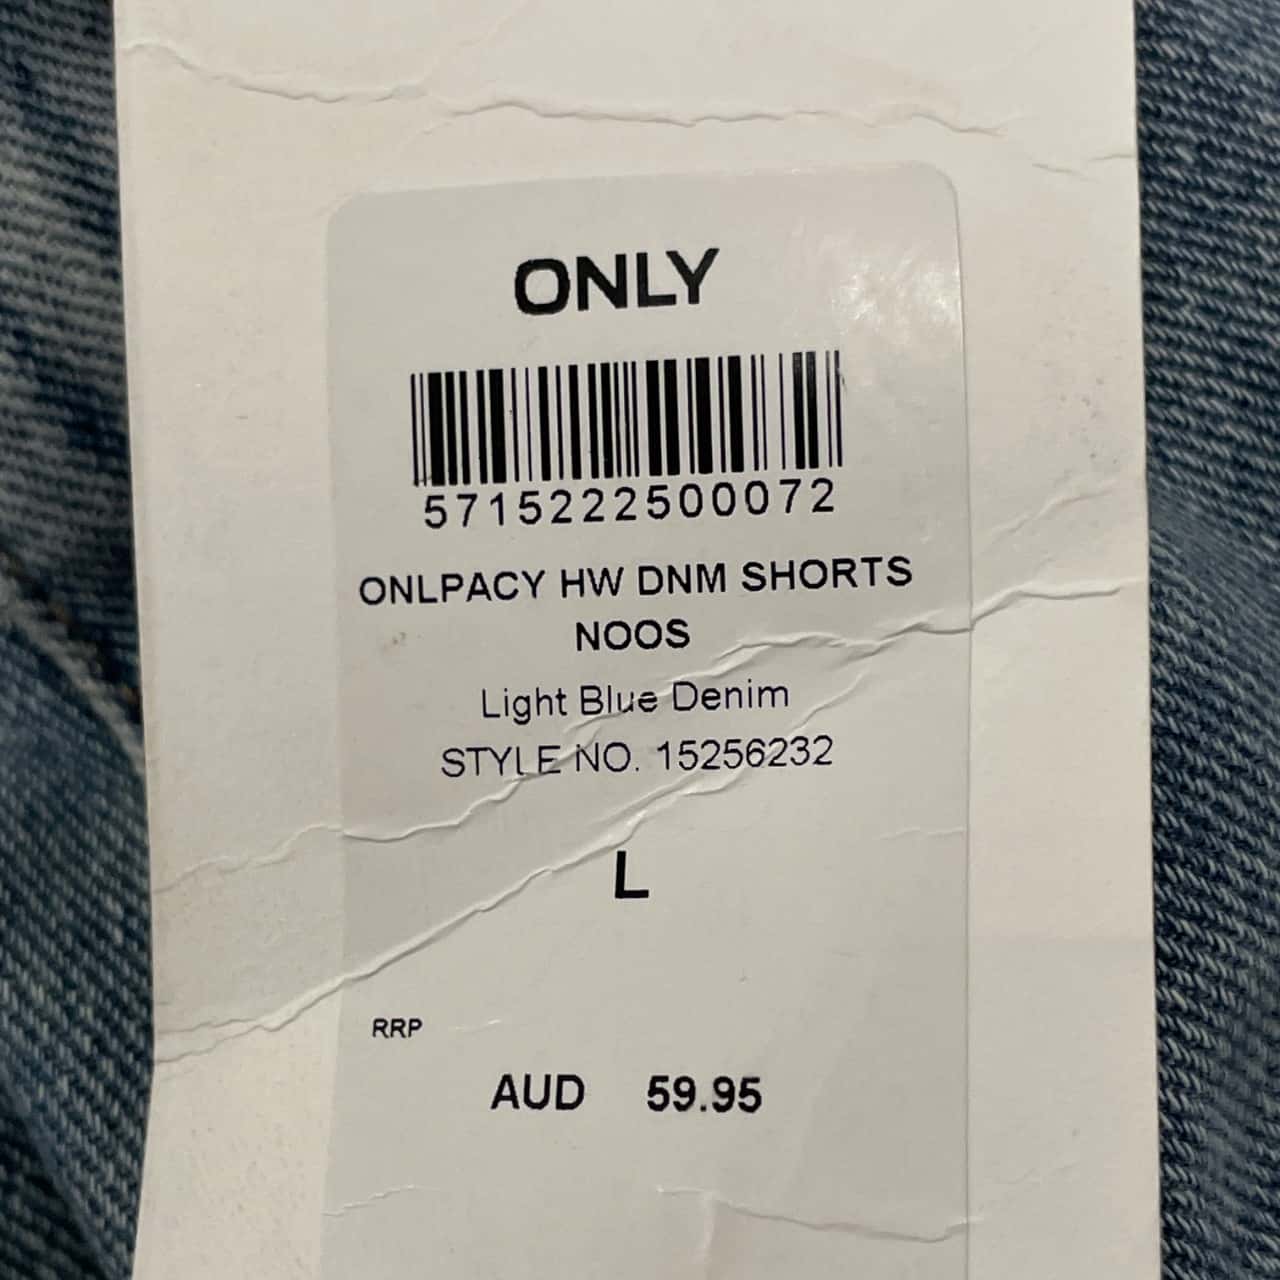 ONLY
5715222500072
ONLPACY HW DNM SHORTS
NOOS
Light Blue Denim
STYLE NO. 15256232
L
RRP
AUD 59.95